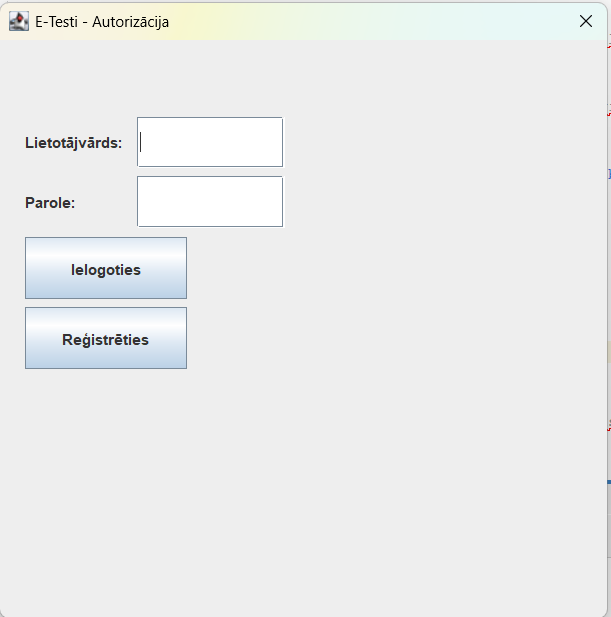 E-Testi - Autorizācija
Lietotājvārds:
Parole:
Ielogoties
Reģistrēties